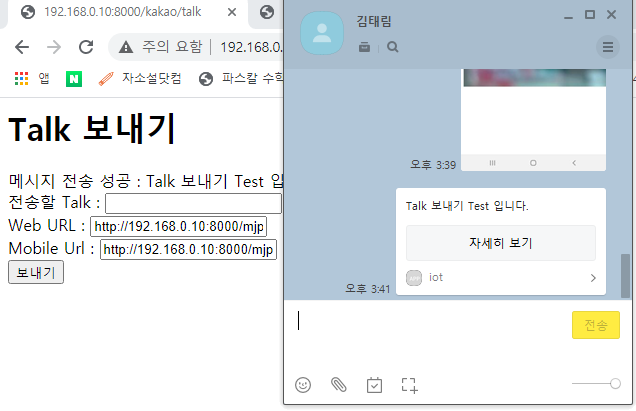 192.168.0.10:8000/kakao/talk
주의 요함 | 192.168.0.
앱
N
자소설닷컴
파스칼 수학
Talk 보내기
메시지 전송 성공 : Talk 보내기 Test 입
전송할 Talk :
Web URL : http://192.168.0.10:8000/mjp
Mobile Url : http://192.168.0.10:8000/mjp
보내기
김태림
오후 3:39
Talk 보내기 Test 입니다.
자세히 보기
iot
오후 3:41
전송